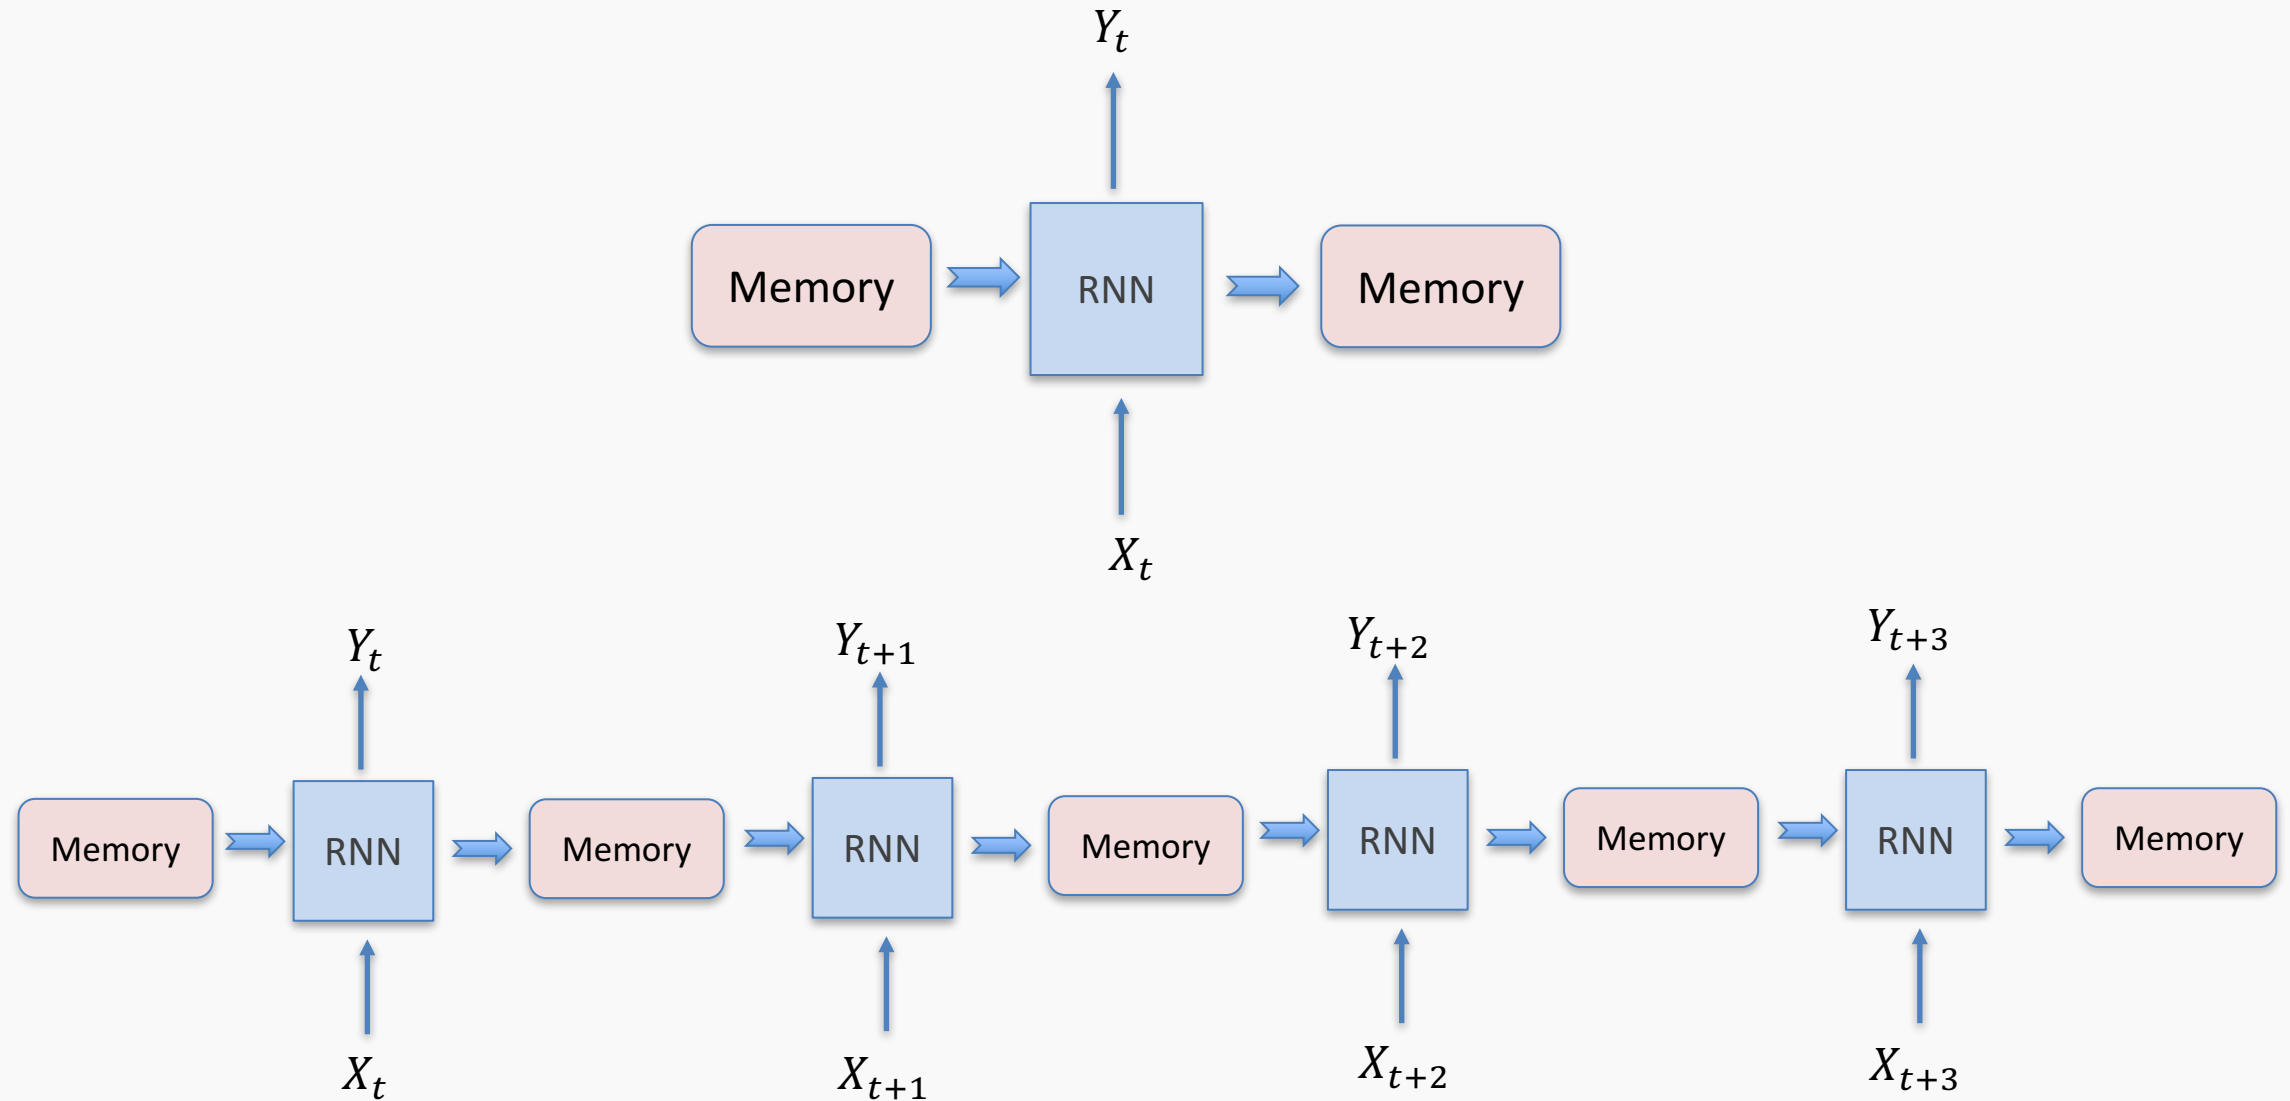 Y_t
Memory RNN Memory
X_t
Y_t Y_{t+1} Y_{t+2} Y_{t+3}
Memory RNN Memory RNN Memory RNN Memory RNN Memory
X_t X_{t+1} X_{t+2} X_{t+3}